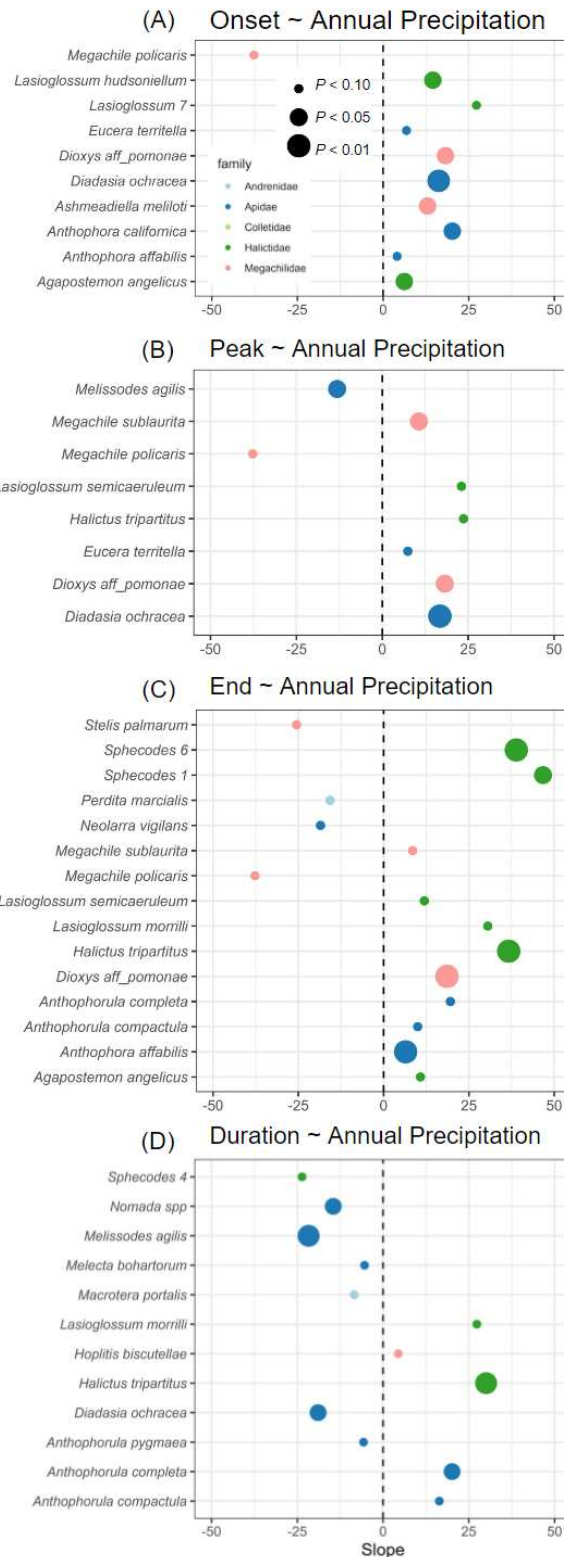 (A) Onset ~ Annual Precipitation
Megachile policaris
Lasioglossum hudsoniellum
Lasioglossum 7
Eucera territella
Dioxys aff_pomonae
Diadasia ochracea
Ashmeadiella meliloti
Anthophora californica
Anthophora affabilis
Agapostemon angelicus
P < 0.10
P < 0.05
P < 0.01
family
Andrenidae
Apidae
Colletidae
Halictidae
Megachilidae
-50 -25 0 25 50
(B) Peak ~ Annual Precipitation
Melissodes agilis
Megachile sublaurita
Megachile policaris
Lasioglossum semicaeruleum
Halictus tripartitus
Eucera territella
Dioxys aff_pomonae
Diadasia ochracea
-50 -25 0 25 50
(C) End ~ Annual Precipitation
Stelis palmarum
Sphecodes 6
Sphecodes 1
Perdita marcialis
Neolarra vigilans
Megachile sublaurita
Megachile policaris
Lasioglossum semicaeruleum
Lasioglossum morrilli
Halictus tripartitus
Dioxys aff_pomonae
Anthophorula completa
Anthophorula compactula
Anthophora affabilis
Agapostemon angelicus
-50 -25 0 25 50
(D) Duration ~ Annual Precipitation
Sphecodes 4
Nomada spp
Melissodes agilis
Melecta bohartorum
Macrotera portalis
Lasioglossum morrilli
Hoplitis biscutellae
Halictus tripartitus
Diadasia ochracea
Anthophorula pygmaea
Anthophorula completa
Anthophorula compactula
-50 -25 0 25 50
Slope